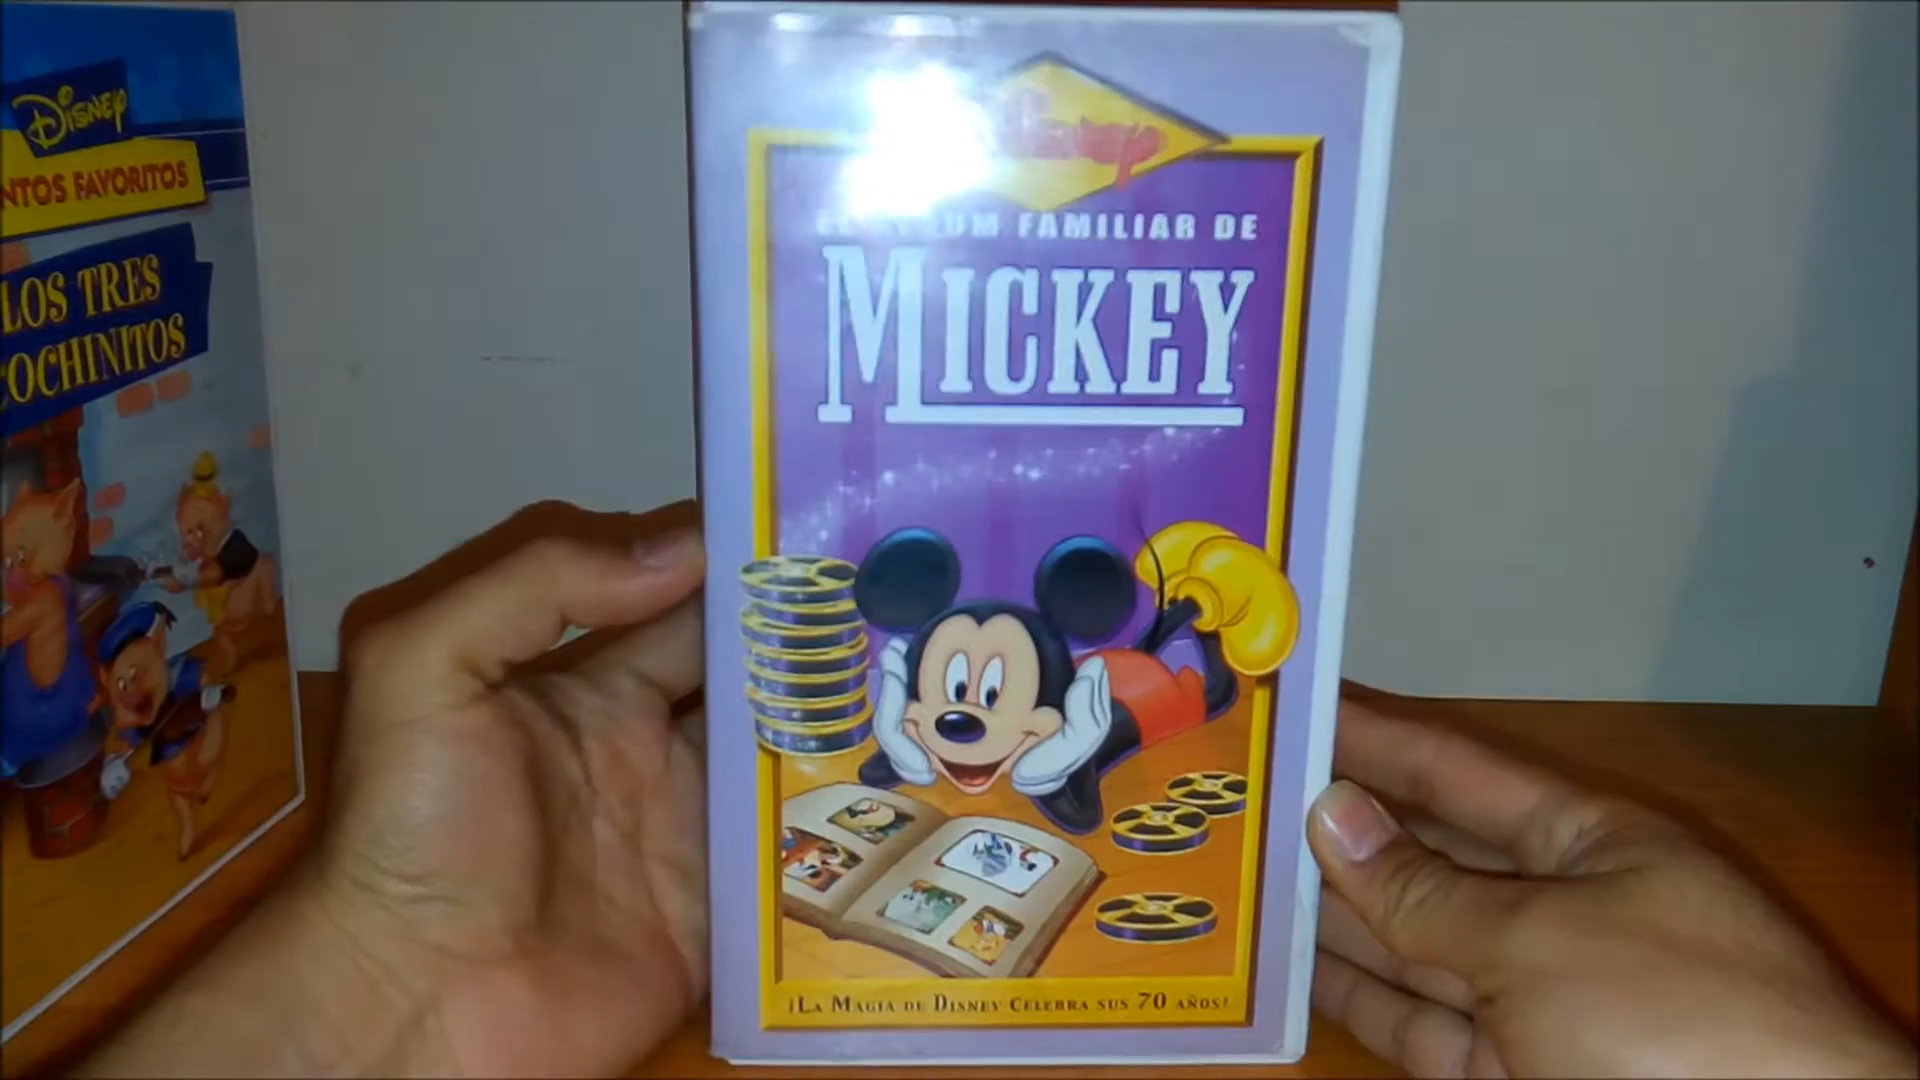 Disney
NTOS FAVORITOS
LOS TRES
COCHINITOS
FAMILIAR DE
MICKEY
¡LA MAGIA DE DISNEY CELEBRA SUS 70 AÑOS!